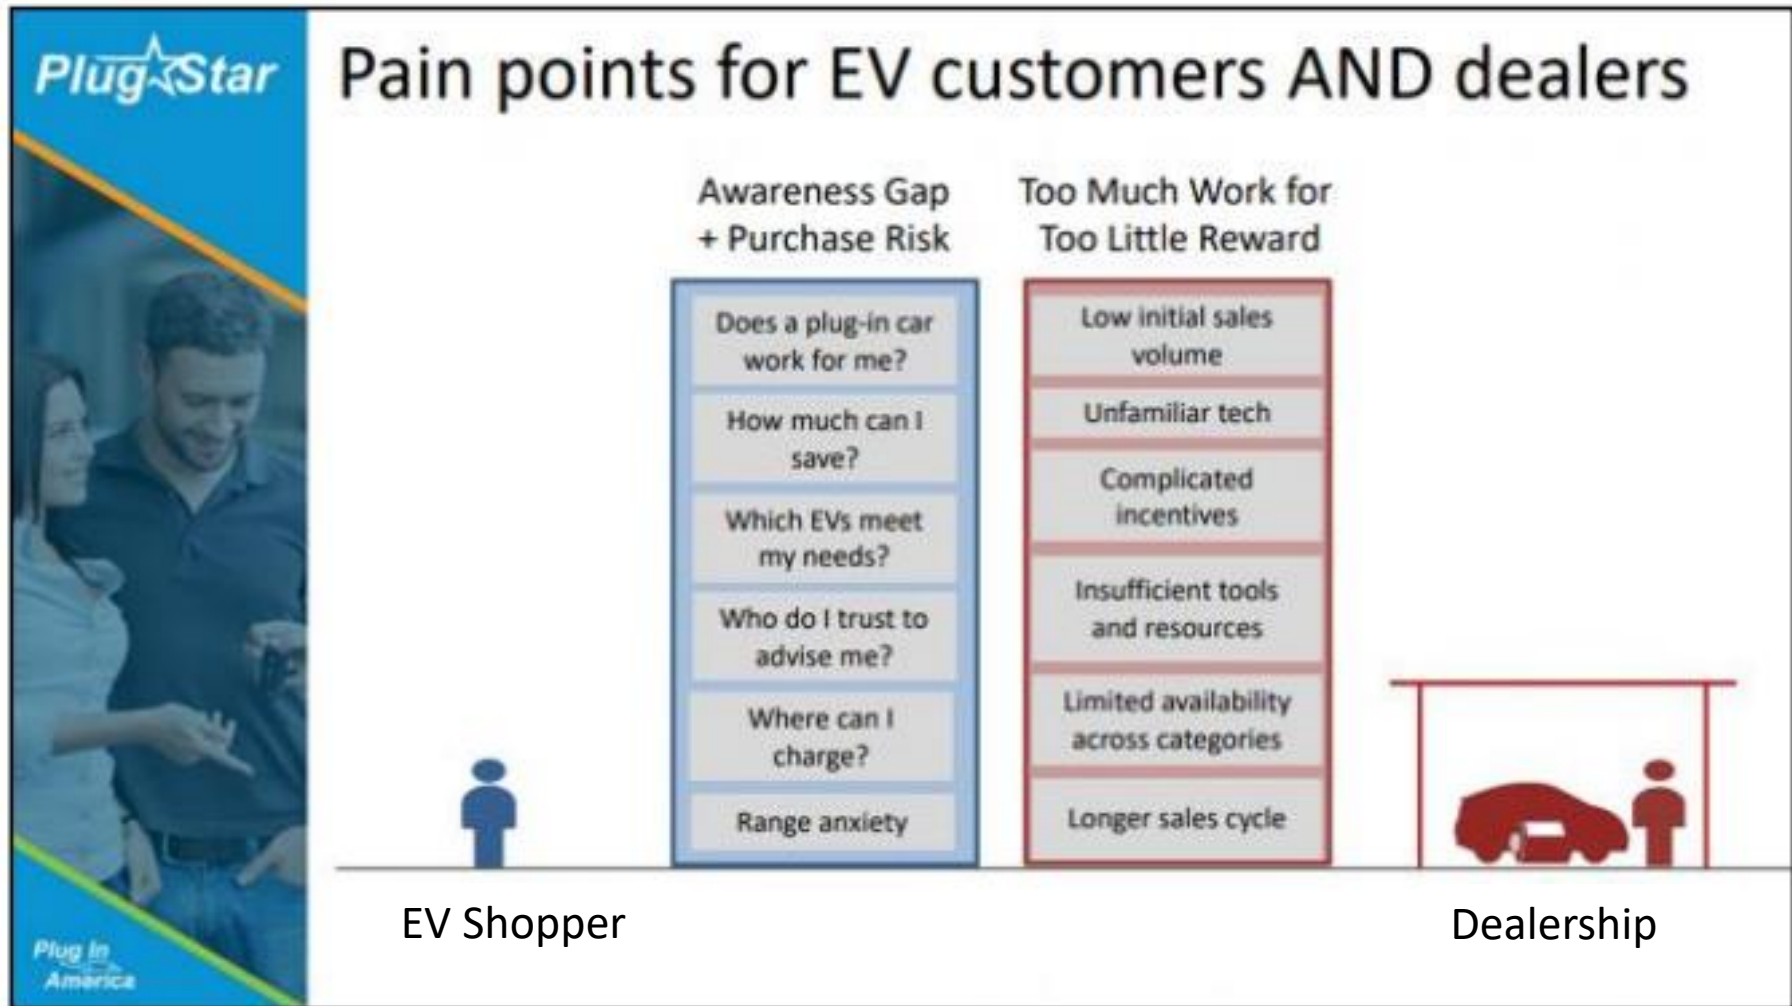 PlugStar
Pain points for EV customers AND dealers
Awareness Gap
+ Purchase Risk
Does a plug-in car
work for me?
How much can I
save?
Which EVs meet
my needs?
Who do I trust to
advise me?
Where can I
charge?
Range anxiety
Too Much Work for
Too Little Reward
Low initial sales
volume
Unfamiliar tech
Complicated
incentives
Insufficient tools
and resources
Limited availability
across categories
Longer sales cycle
EV Shopper
Dealership
Plug In
America